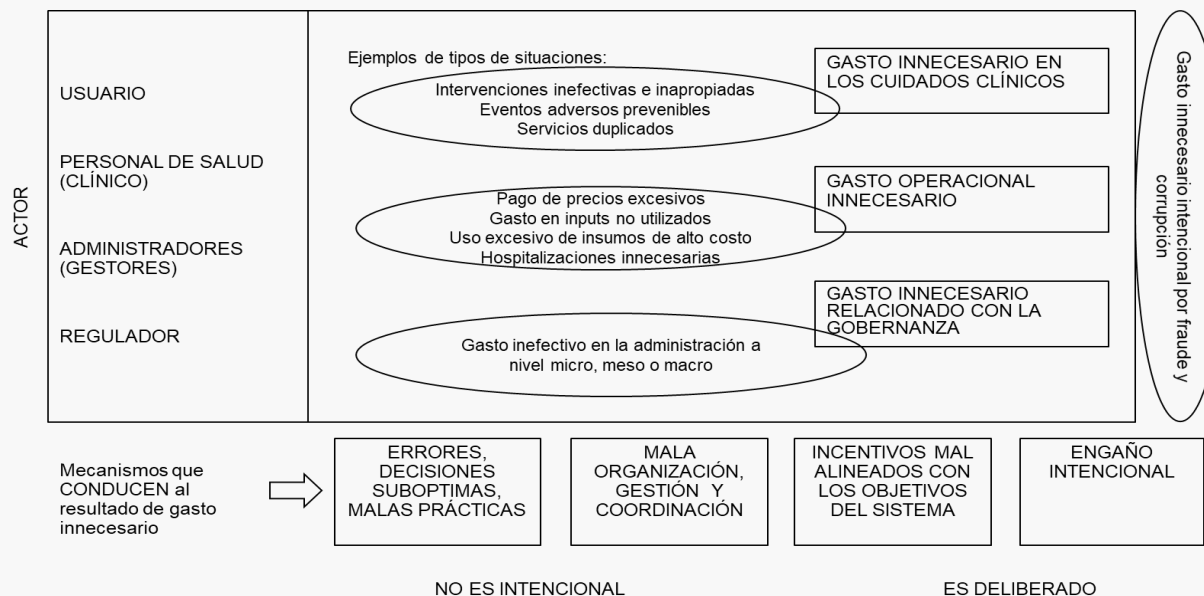 ACTOR
USUARIO
PERSONAL DE SALUD
(CLÍNICO)
ADMINISTRADORES
(GESTORES)
REGULADOR
Ejemplos de tipos de situaciones:
Intervenciones inefectivas e inapropiadas
Eventos adversos prevenibles
Servicios duplicados
GASTO INNECESARIO EN
LOS CUIDADOS CLÍNICOS
Pago de precios excesivos
Gasto en inputs no utilizados
Uso excesivo de insumos de alto costo
Hospitalizaciones innecesarias
GASTO OPERACIONAL
INNECESARIO
Gasto inefectivo en la administración a
nivel micro, meso o macro
GASTO INNECESARIO
RELACIONADO CON LA
GOBERNANZA
Gasto innecesario intencional por fraude y
corrupción
Mecanismos que
CONDUCEN al
resultado de gasto
innecesario
ERRORES,
DECISIONES
SUBOPTIMAS,
MALAS PRÁCTICAS
MALA
ORGANIZACIÓN,
GESTIÓN Y
COORDINACIÓN
INCENTIVOS MAL
ALINEADOS CON
LOS OBJETIVOS
DEL SISTEMA
ENGAÑO
INTENCIONAL
NO ES INTENCIONAL
ES DELIBERADO